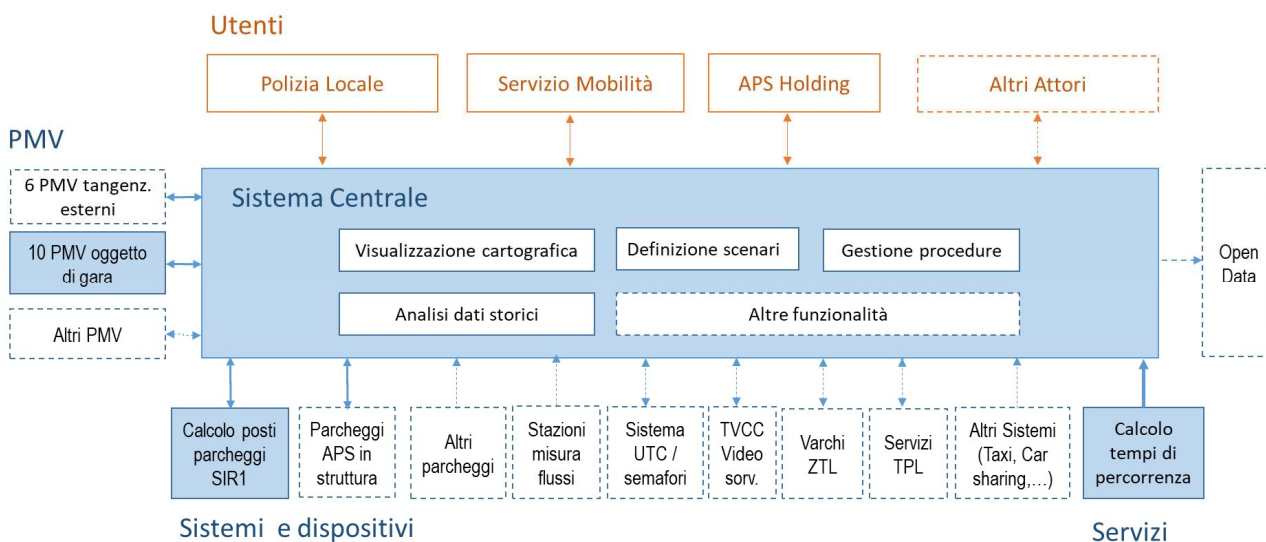 Utenti
Polizia Locale
Servizio Mobilità
APS Holding
Altri Attori
PMV
6 PMV tangenz.
esterni
10 PMV oggetto
di gara
Altri PMV
Sistema Centrale
Visualizzazione cartografica
Definizione scenari
Gestione procedure
Analisi dati storici
Altre funzionalità
Open
Data
Calcolo posti
parcheggi
SIR1
Parcheggi
APS in
struttura
Altri
parcheggi
Stazioni
misura
flussi
Sistema
UTC /
semafori
TVCC
Video
sorv.
Varchi
ZTL
Servizi
TPL
Altri Sistemi
(Taxi, Car
sharing,…)
Calcolo
tempi di
percorrenza
Sistemi e dispositivi
Servizi